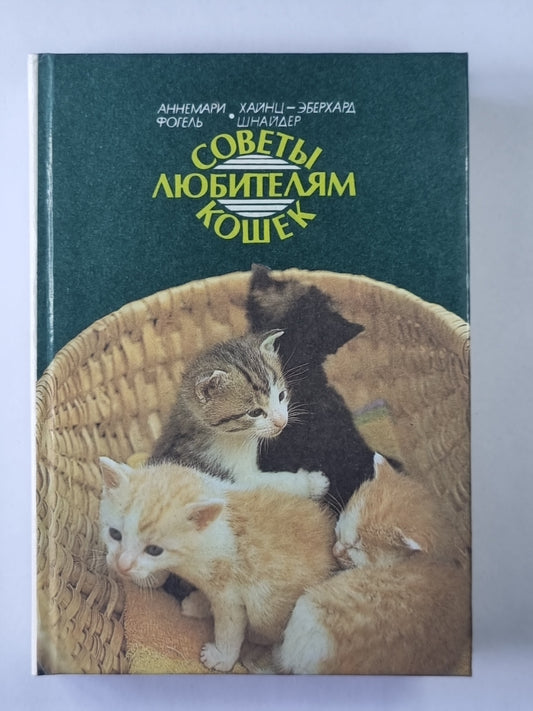 АННЕМАРИ ХАЙНЦ-ЭБЕРХАРД
ФОГЕЛЬ • ШНАЙДЕР
СОВЕТЫ
ЛЮБИТЕЛЯМ
КОШЕК